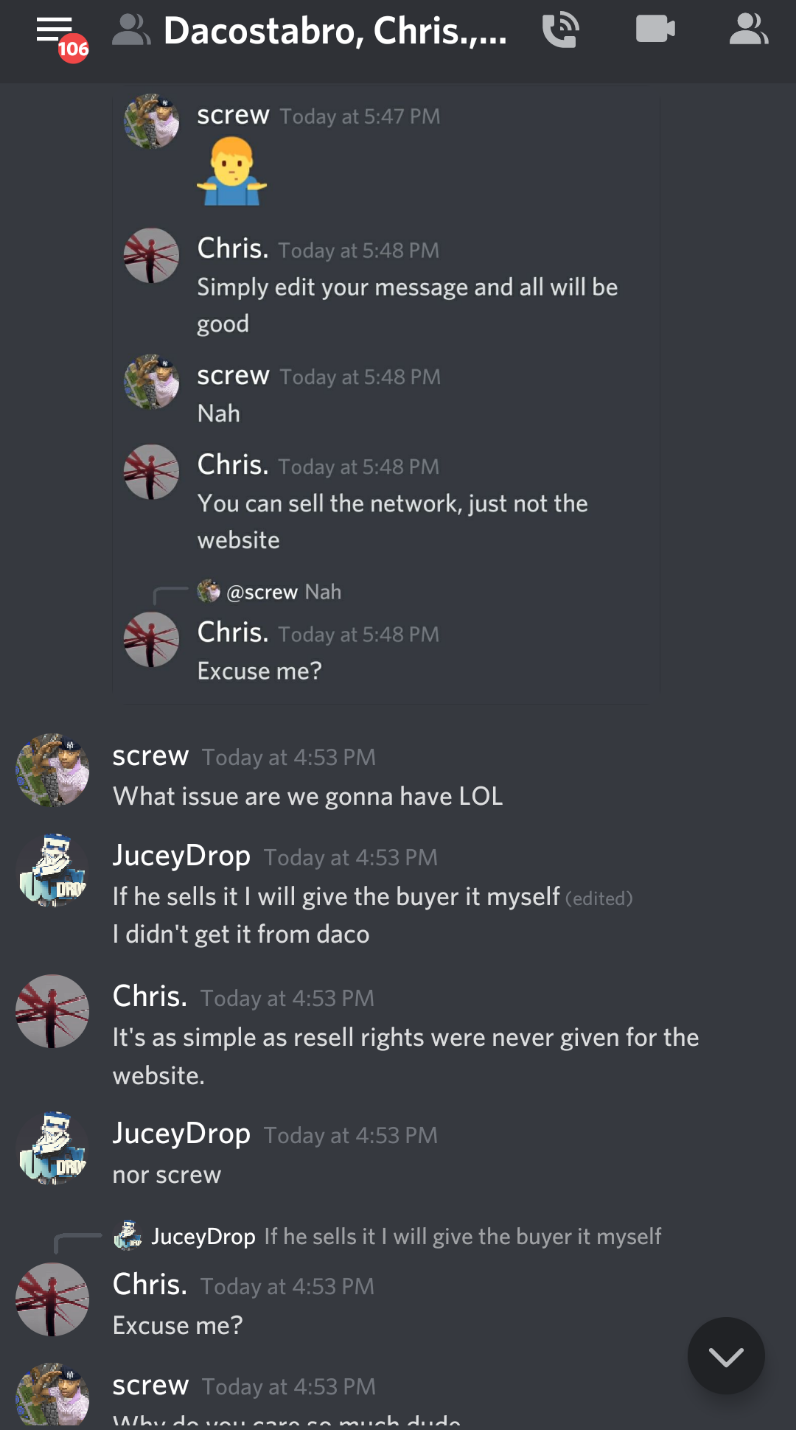 106
Dacostabro, Chris.,...
screw Today at 5:47 PM
Chris. Today at 5:48 PM
Simply edit your message and all will be
good
screw Today at 5:48 PM
Nah
Chris. Today at 5:48 PM
You can sell the network, just not the
website
@screw Nah
Chris. Today at 5:48 PM
Excuse me?
screw Today at 4:53 PM
What issue are we gonna have LOL
JuceyDrop Today at 4:53 PM
If he sells it I will give the buyer it myself (edited)
I didn't get it from daco
Chris. Today at 4:53 PM
It's as simple as resell rights were never given for the
website.
JuceyDrop Today at 4:53 PM
nor screw
JuceyDrop If he sells it I will give the buyer it myself
Chris. Today at 4:53 PM
Excuse me?
screw Today at 4:53 PM
Why do you care so much dude